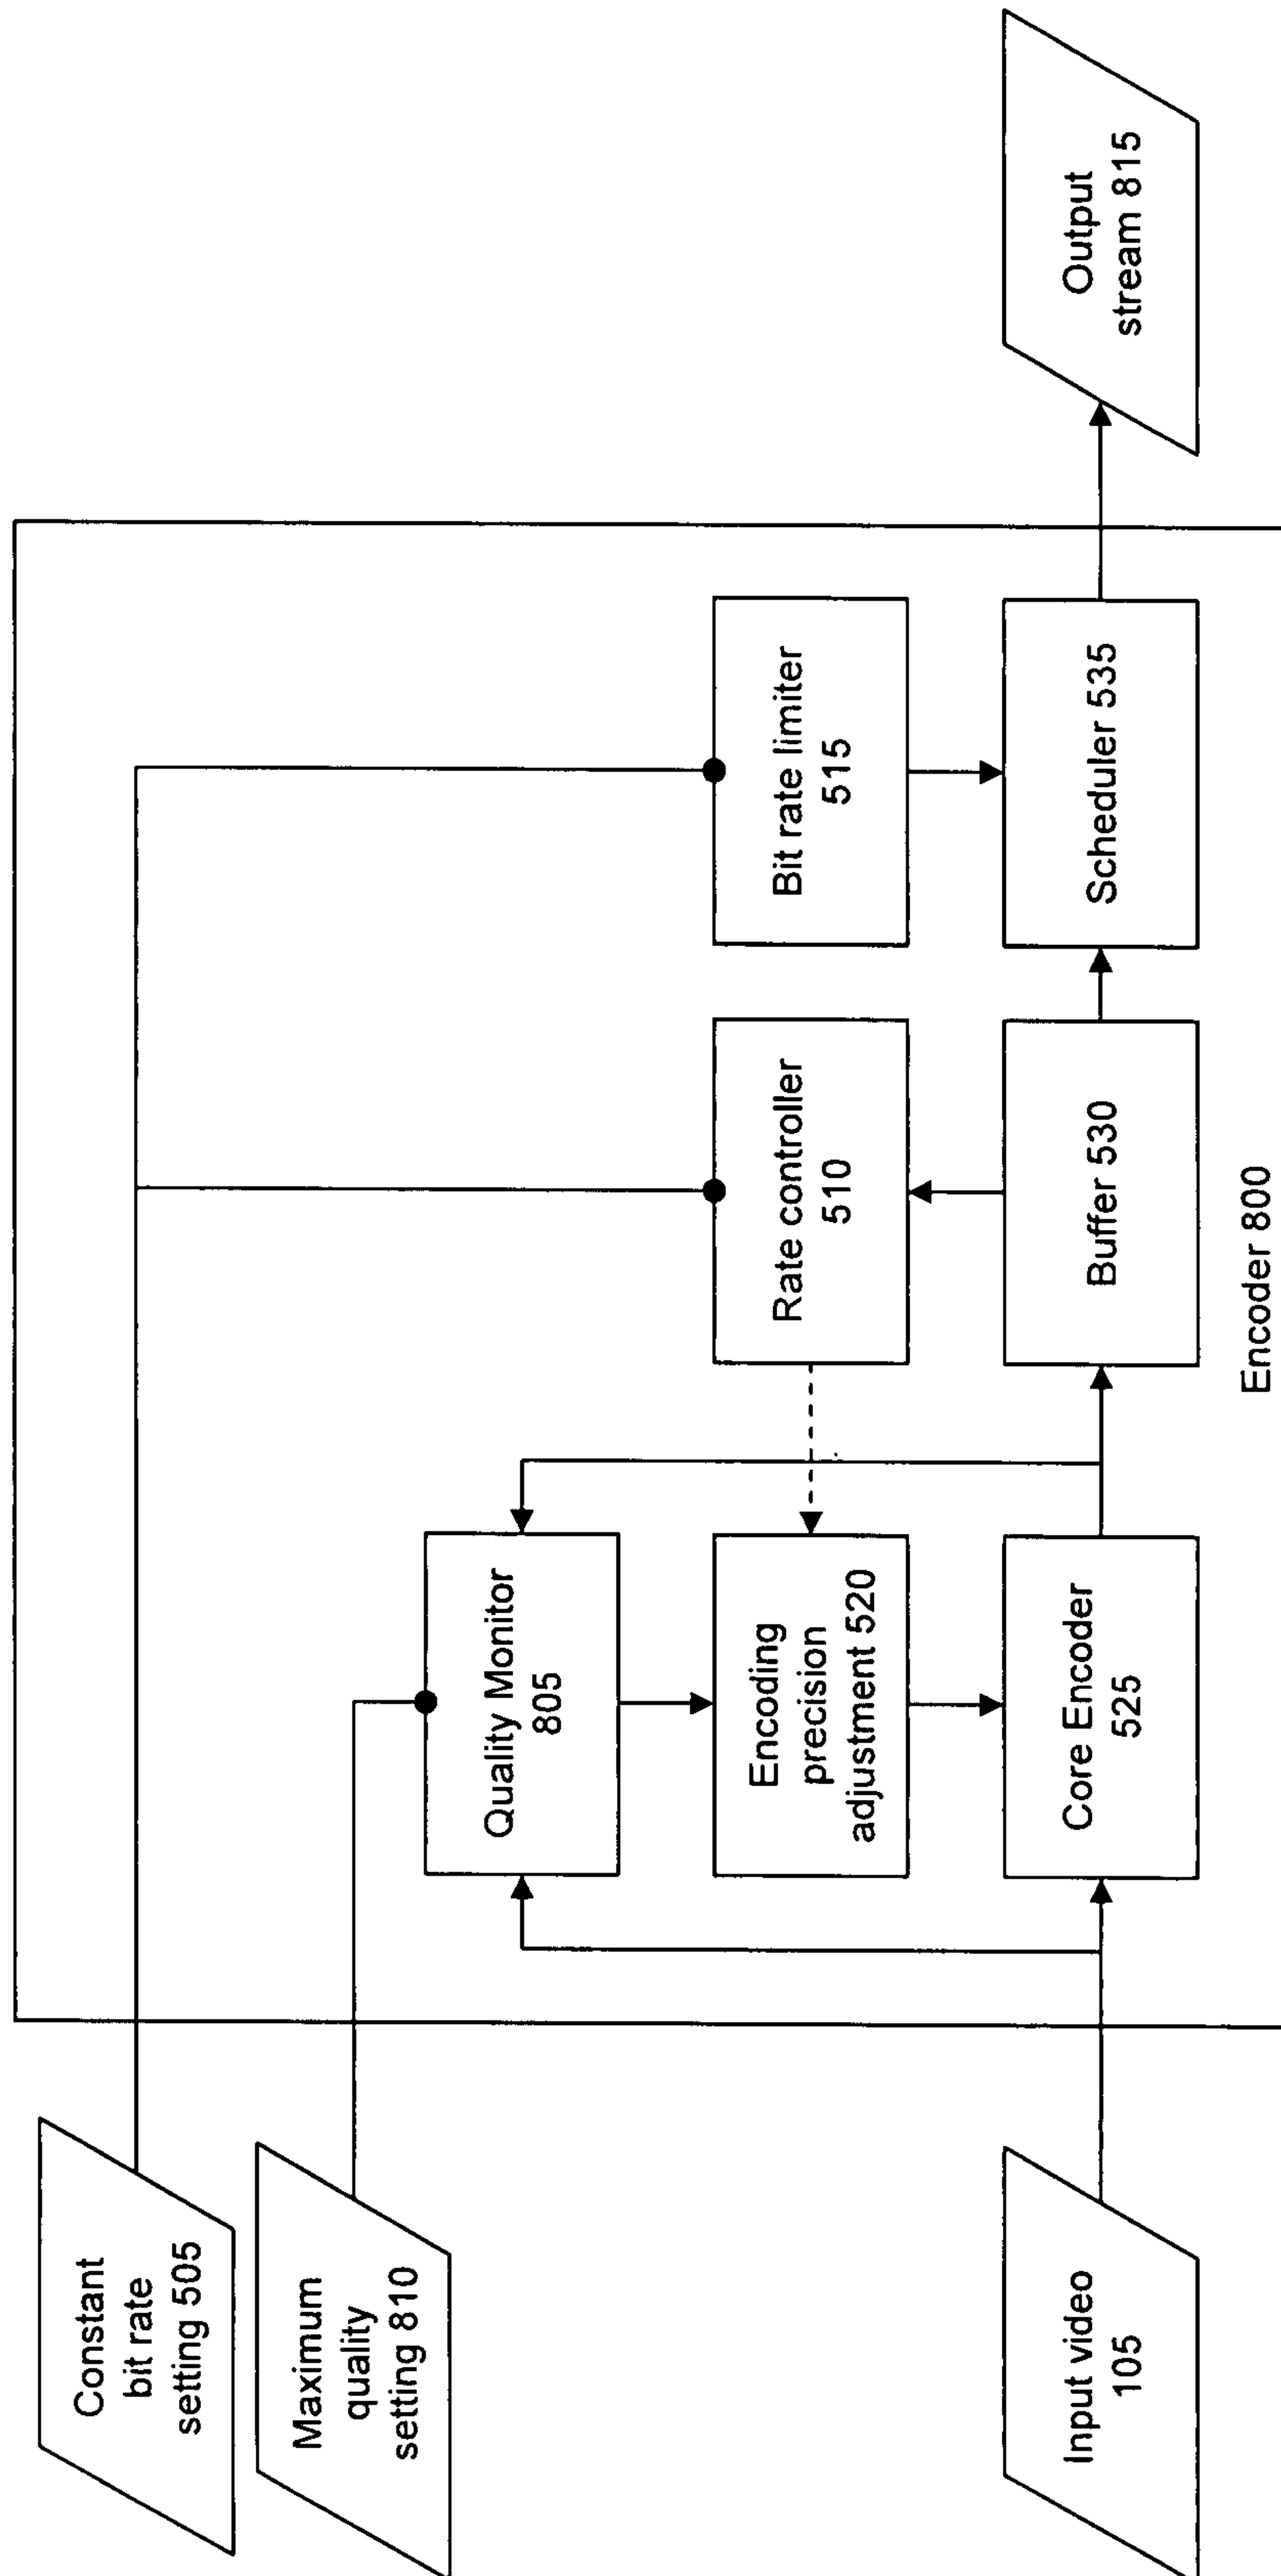 Constant
bit rate
setting 505
Maximum
quality
setting 810
Quality Monitor
805
Encoding
precision
adjustment 520
Rate controller
510
Bit rate limiter
515
Input video
105
Core Encoder
525
Buffer 530
Scheduler 535
Output
stream 815
Encoder 800